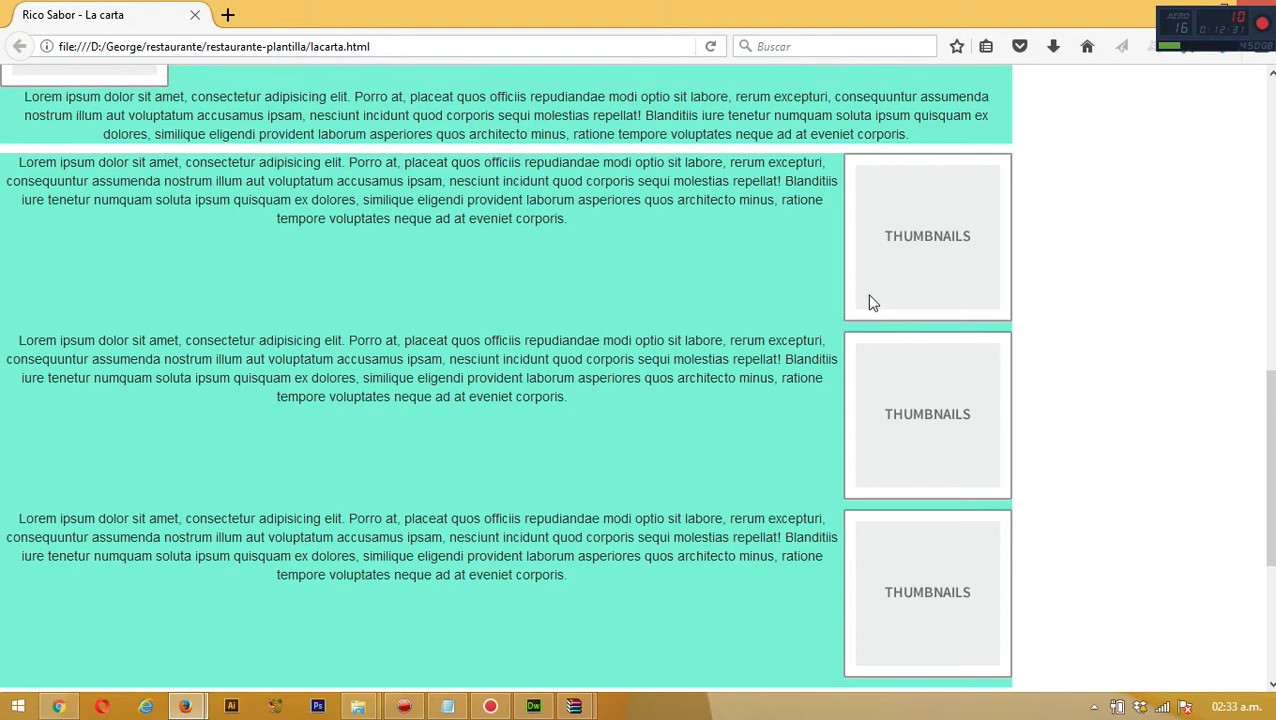 Rico Sabor - La carta
AERO
16
10
0:12:31
450GB
file:///D:/George/restaurante/restaurante-plantilla/lacarta.html
Buscar
Lorem ipsum dolor sit amet, consectetur adipisicing elit. Porro at, placeat quos officiis repudiandae modi optio sit labore, rerum excepturi, consequuntur assumenda
nostrum illum aut voluptatum accusamus ipsam, nesciunt incidunt quod corporis sequi molestias repellat! Blanditiis iure tenetur numquam soluta ipsum quisquam ex
dolores, similique eligendi provident laborum asperiores quos architecto minus, ratione tempore voluptates neque ad at eveniet corporis.
Lorem ipsum dolor sit amet, consectetur adipisicing elit. Porro at, placeat quos officiis repudiandae modi optio sit labore, rerum excepturi,
consequuntur assumenda nostrum illum aut voluptatum accusamus ipsam, nesciunt incidunt quod corporis sequi molestias repellat! Blanditiis
iure tenetur numquam soluta ipsum quisquam ex dolores, similique eligendi provident laborum asperiores quos architecto minus, ratione
tempore voluptates neque ad at eveniet corporis.
THUMBNAILS
Lorem ipsum dolor sit amet, consectetur adipisicing elit. Porro at, placeat quos officiis repudiandae modi optio sit labore, rerum excepturi,
consequuntur assumenda nostrum illum aut voluptatum accusamus ipsam, nesciunt incidunt quod corporis sequi molestias repellat! Blanditiis
iure tenetur numquam soluta ipsum quisquam ex dolores, similique eligendi provident laborum asperiores quos architecto minus, ratione
tempore voluptates neque ad at eveniet corporis.
THUMBNAILS
Lorem ipsum dolor sit amet, consectetur adipisicing elit. Porro at, placeat quos officiis repudiandae modi optio sit labore, rerum excepturi,
consequuntur assumenda nostrum illum aut voluptatum accusamus ipsam, nesciunt incidunt quod corporis sequi molestias repellat! Blanditiis
iure tenetur numquam soluta ipsum quisquam ex dolores, similique eligendi provident laborum asperiores quos architecto minus, ratione
tempore voluptates neque ad at eveniet corporis.
THUMBNAILS
Ai
Ps
Dw
02:33 a.m.